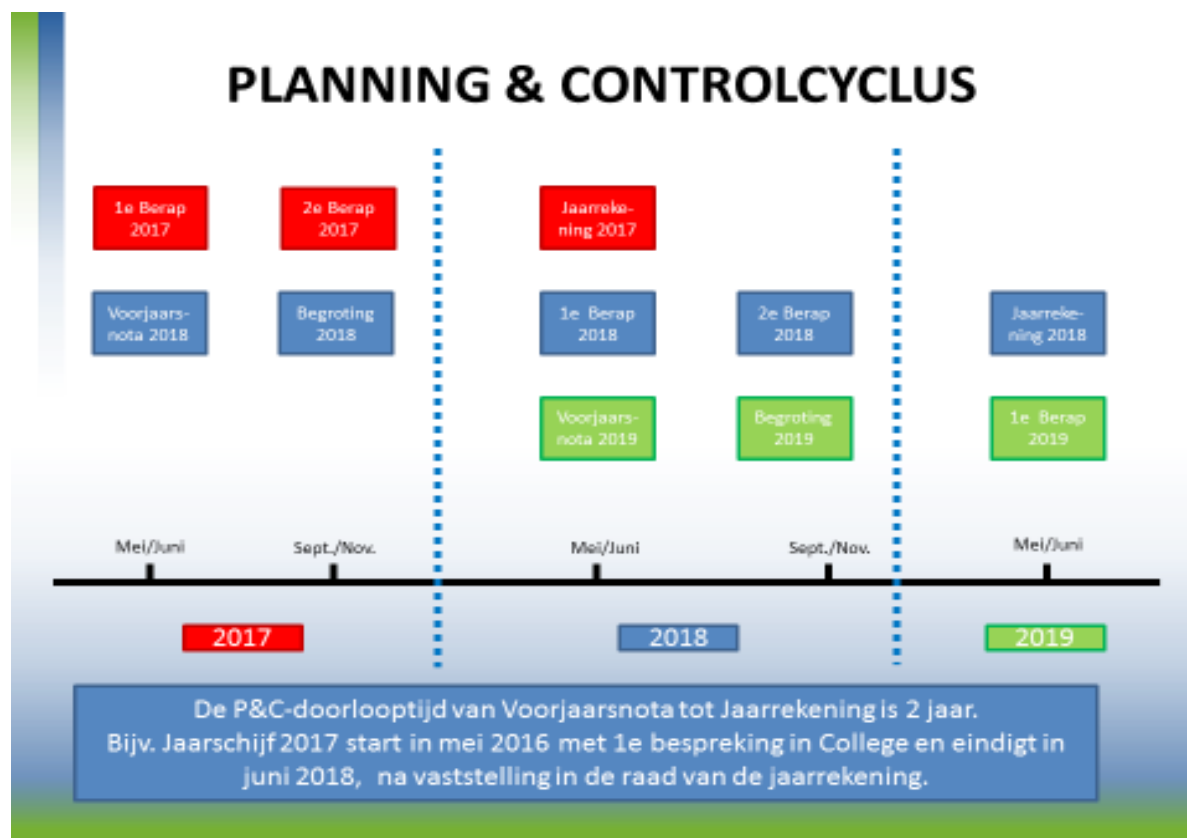 PLANNING & CONTROLCYCLUS
1e Berap
2017
2e Berap
2017
Jaarreke-
ning 2017
Voorjaars-
nota 2018
Begroting
2018
1e Berap
2018
2e Berap
2018
Jaarreke-
ning 2018
Voorjaars-
nota 2019
Begroting
2019
1e Berap
2019
Mei/Juni
Sept./Nov.
Mei/Juni
Sept./Nov.
Mei/Juni
2017
2018
2019
De P&C-doorlooptijd van Voorjaarsnota tot Jaarrekening is 2 jaar.
Bijv. Jaarschijf 2017 start in mei 2016 met 1e bespreking in College en eindigt in
juni 2018, na vaststelling in de raad van de jaarrekening.